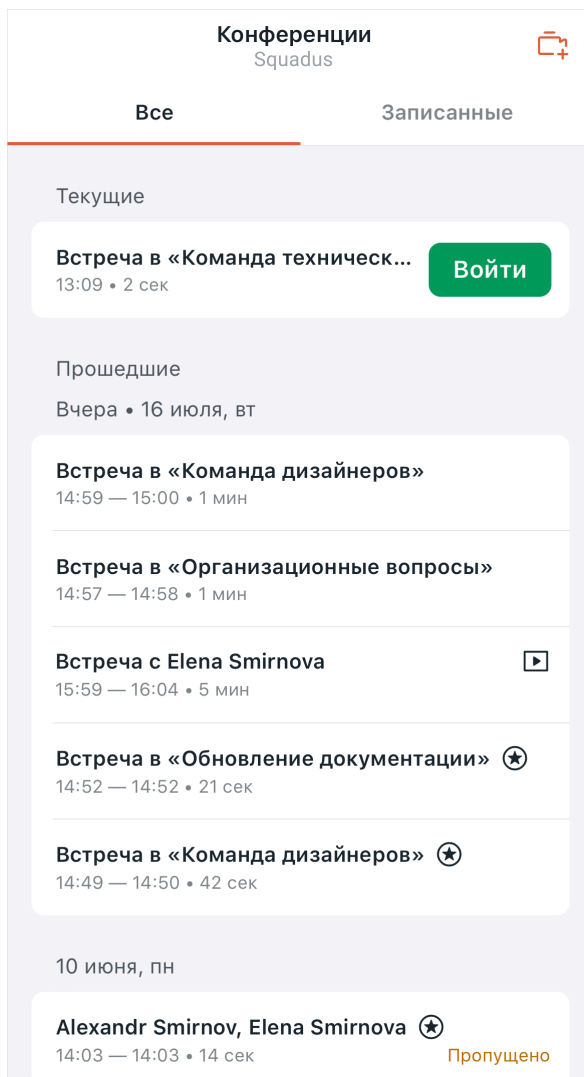 Конференции
Squadus
Все
Записанные
Текущие
Встреча в «Команда техническ...
13:09 • 2 сек
Войти
Прошедшие
Вчера • 16 июля, вт
Встреча в «Команда дизайнеров»
14:59 — 15:00 • 1 мин
Встреча в «Организационные вопросы»
14:57 — 14:58 • 1 мин
Встреча с Elena Smirnova
15:59 — 16:04 • 5 мин
Встреча в «Обновление документации»
14:52 — 14:52 • 21 сек
Встреча в «Команда дизайнеров»
14:49 — 14:50 • 42 сек
10 июня, пн
Alexandr Smirnov, Elena Smirnova
14:03 — 14:03 • 14 сек
Пропущено